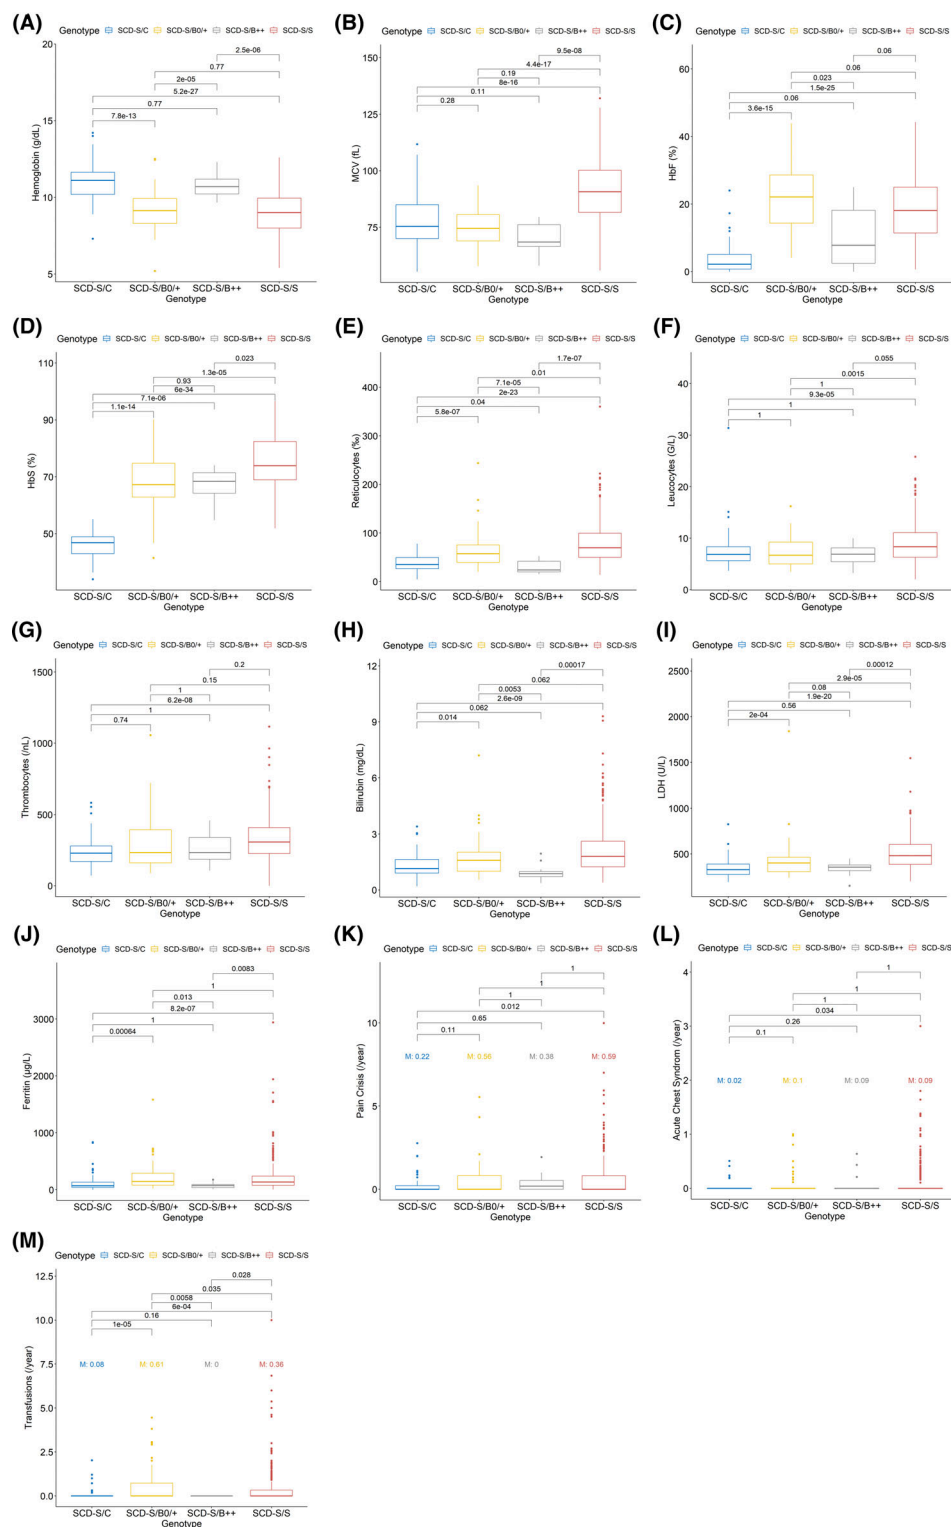 (A)
Genotype SCD-S/C SCD-S/B0/+ SCD-S/B++ SCD-S/S
20
15
10
5
Hemoglobin (g/dL)
2.5e-06
0.77
2e-05
5.2e-27
0.77
7.8e-13
SCD-S/C SCD-S/B0/+ SCD-S/B++ SCD-S/S
Genotype
(B)
Genotype SCD-S/C SCD-S/B0/+ SCD-S/B++ SCD-S/S
150
125
100
75
MCV (fL)
9.5e-08
4.4e-17
0.19
8e-16
0.11
0.28
SCD-S/C SCD-S/B0/+ SCD-S/B++ SCD-S/S
Genotype
(C)
Genotype SCD-S/C SCD-S/B0/+ SCD-S/B++ SCD-S/S
60
40
20
0
HbF (%)
0.06
0.06
0.023
1.5e-25
0.06
3.6e-15
SCD-S/C SCD-S/B0/+ SCD-S/B++ SCD-S/S
Genotype
(D)
Genotype SCD-S/C SCD-S/B0/+ SCD-S/B++ SCD-S/S
110
90
70
50
HbS (%)
0.023
1.3e-05
0.93
6e-34
7.1e-06
1.1e-14
SCD-S/C SCD-S/B0/+ SCD-S/B++ SCD-S/S
Genotype
(E)
Genotype SCD-S/C SCD-S/B0/+ SCD-S/B++ SCD-S/S
400
300
200
100
0
Reticulocytes (‰)
1.7e-07
0.01
7.1e-05
2e-23
0.04
5.8e-07
SCD-S/C SCD-S/B0/+ SCD-S/B++ SCD-S/S
Genotype
(F)
Genotype SCD-S/C SCD-S/B0/+ SCD-S/B++ SCD-S/S
40
30
20
10
0
Leucocytes (G/L)
0.055
0.0015
1
9.3e-05
1
1
SCD-S/C SCD-S/B0/+ SCD-S/B++ SCD-S/S
Genotype
(G)
Genotype SCD-S/C SCD-S/B0/+ SCD-S/B++ SCD-S/S
1500
1000
500
0
Thrombocytes (/nL)
0.2
0.15
1
6.2e-08
1
0.74
SCD-S/C SCD-S/B0/+ SCD-S/B++ SCD-S/S
Genotype
(H)
Genotype SCD-S/C SCD-S/B0/+ SCD-S/B++ SCD-S/S
12
9
6
3
0
Bilirubin (mg/dL)
0.00017
0.062
0.0053
2.6e-09
0.062
0.014
SCD-S/C SCD-S/B0/+ SCD-S/B++ SCD-S/S
Genotype
(I)
Genotype SCD-S/C SCD-S/B0/+ SCD-S/B++ SCD-S/S
2500
2000
1500
1000
500
LDH (U/L)
0.00012
2.9e-05
0.08
1.9e-20
0.56
2e-04
SCD-S/C SCD-S/B0/+ SCD-S/B++ SCD-S/S
Genotype
(J)
Genotype SCD-S/C SCD-S/B0/+ SCD-S/B++ SCD-S/S
3000
2000
1000
0
Ferritin (µg/L)
0.0083
1
0.013
8.2e-07
1
0.00064
SCD-S/C SCD-S/B0/+ SCD-S/B++ SCD-S/S
Genotype
(K)
Genotype SCD-S/C SCD-S/B0/+ SCD-S/B++ SCD-S/S
10
5
0
Pain Crisis (/year)
1
1
1
0.012
0.65
0.11
M: 0.22 M: 0.56 M: 0.38 M: 0.59
SCD-S/C SCD-S/B0/+ SCD-S/B++ SCD-S/S
Genotype
(L)
Genotype SCD-S/C SCD-S/B0/+ SCD-S/B++ SCD-S/S
4
3
2
1
0
Acute Chest Syndrom (/year)
1
1
1
0.034
0.26
0.1
M: 0.02 M: 0.1 M: 0.09 M: 0.09
SCD-S/C SCD-S/B0/+ SCD-S/B++ SCD-S/S
Genotype
(M)
Genotype SCD-S/C SCD-S/B0/+ SCD-S/B++ SCD-S/S
12.5
10.0
7.5
5.0
2.5
0.0
Transfusions (/year)
0.028
0.035
0.0058
6e-04
0.16
1e-05
M: 0.08 M: 0.61 M: 0 M: 0.36
SCD-S/C SCD-S/B0/+ SCD-S/B++ SCD-S/S
Genotype